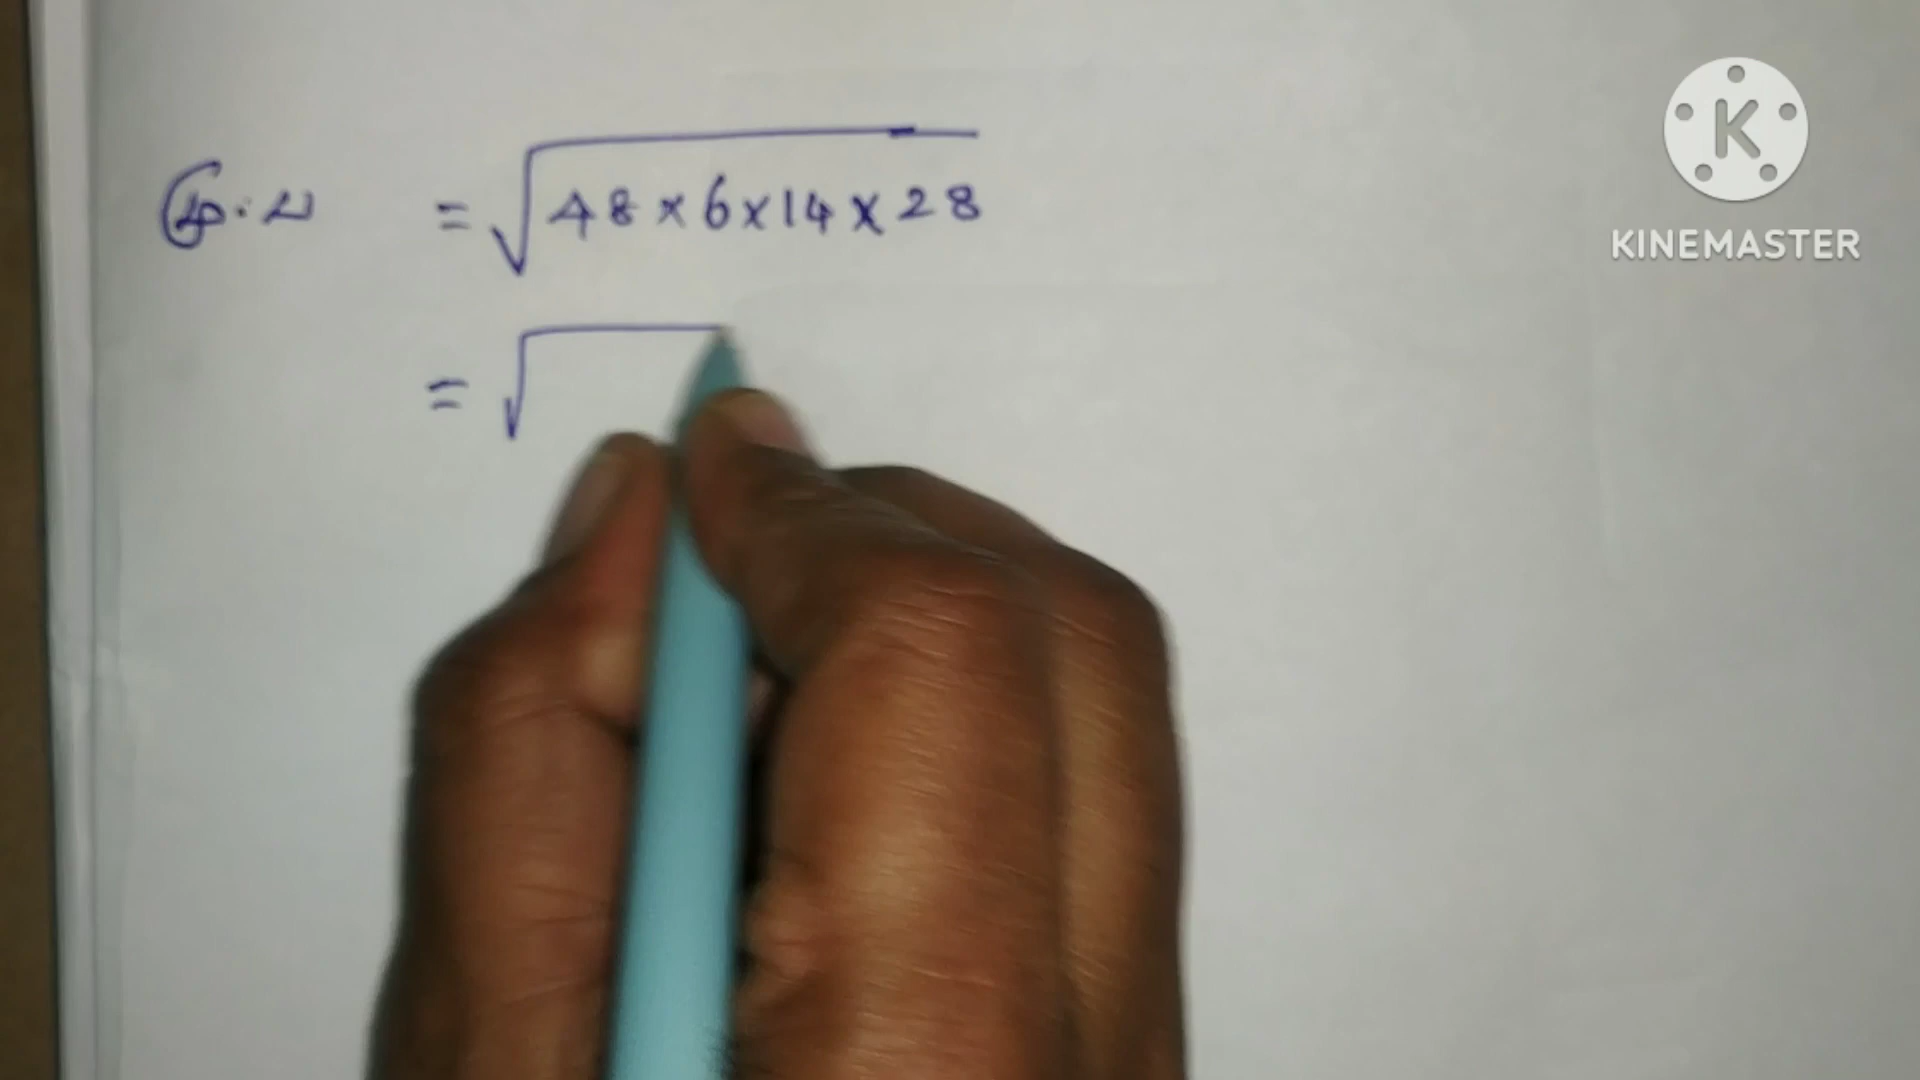 மு.ப = √48×6×14×28
= √
K
KINEMASTER